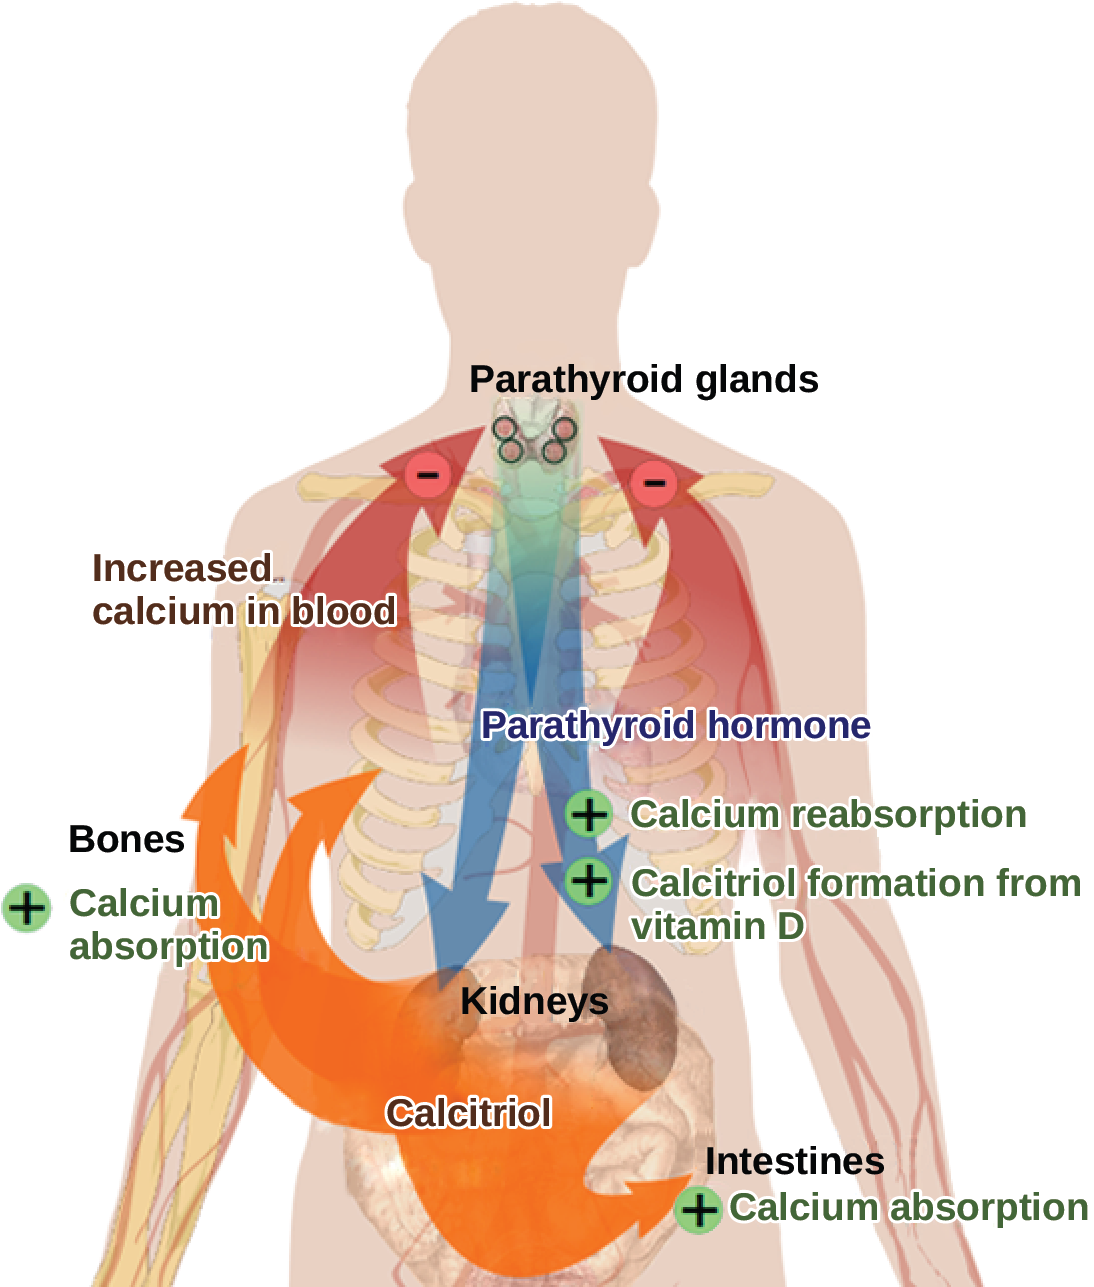 Parathyroid glands
-
-
Increased
calcium in blood
Parathyroid hormone
+ Calcium reabsorption
Bones
+ Calcitriol formation from
vitamin D
+ Calcium
absorption
Kidneys
Calcitriol
Intestines
+ Calcium absorption